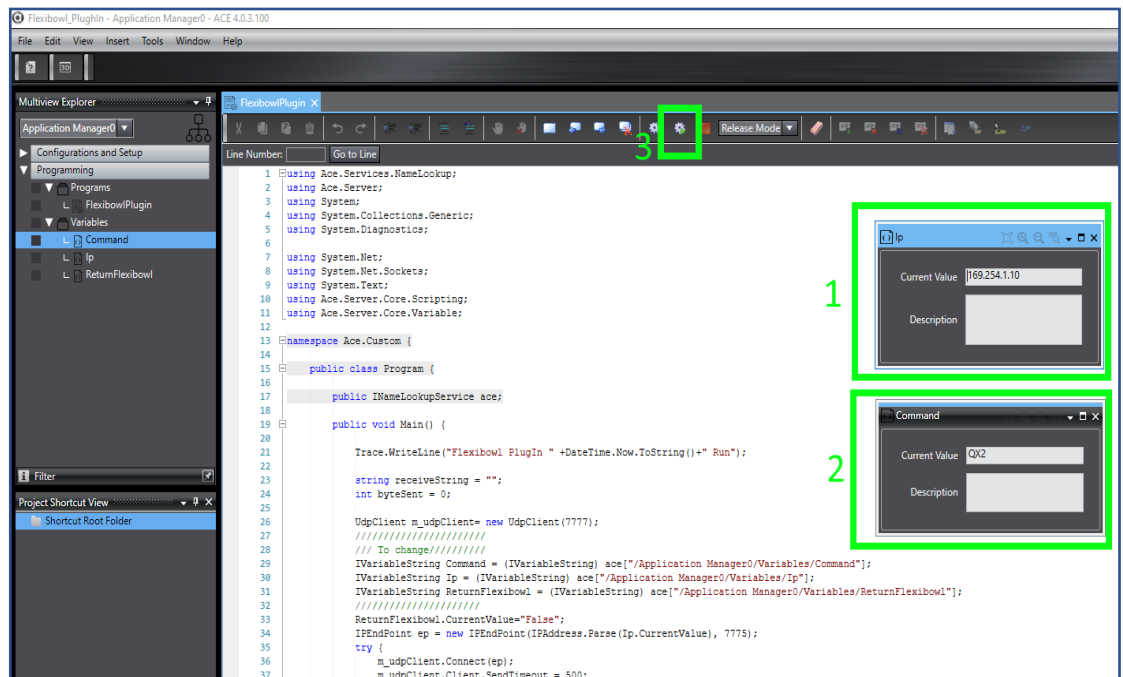 Flexibowl_PlughIn - Application Manager0 - ACE 4.0.3.100
File Edit View Insert Tools Window Help
3D
Multiview Explorer
Application Manager0
Configurations and Setup
Programming
Programs
FlexibowlPlugin
Variables
Command
Ip
ReturnFlexibowl
Filter
Project Shortcut View
Shortcut Root Folder
FlexibowlPlugin
Release Mode
3
Line Number: Go to Line
1 using Ace.Services.NameLookup;
2 using Ace.Server;
3 using System;
4 using System.Collections.Generic;
5 using System.Diagnostics;
6
7 using System.Net;
8 using System.Net.Sockets;
9 using System.Text;
10 using Ace.Server.Core.Scripting;
11 using Ace.Server.Core.Variable;
12
13 namespace Ace.Custom {
14
15 public class Program {
16
17 public INameLookupService ace;
18
19 public void Main() {
20
21 Trace.WriteLine("Flexibowl PlugIn " +DateTime.Now.ToString()+" Run");
22
23 string receiveString = "";
24 int byteSent = 0;
25
26 UdpClient m_udpClient= new UdpClient(7777);
27 ///////////////////////
28 /// To change//////////
29 IVariableString Command = (IVariableString) ace["/Application Manager0/Variables/Command"];
30 IVariableString Ip = (IVariableString) ace["/Application Manager0/Variables/Ip"];
31 IVariableString ReturnFlexibowl = (IVariableString) ace["/Application Manager0/Variables/ReturnFlexibowl"];
32 //////////////////////
33 ReturnFlexibowl.CurrentValue="False";
34 IPEndPoint ep = new IPEndPoint(IPAddress.Parse(Ip.CurrentValue), 7775);
35 try {
36 m_udpClient.Connect(ep);
37 m_udpClient.Client.SendTimeout = 500;
1
Ip
Current Value 169.254.1.10
Description
2
Command
Current Value QX2
Description